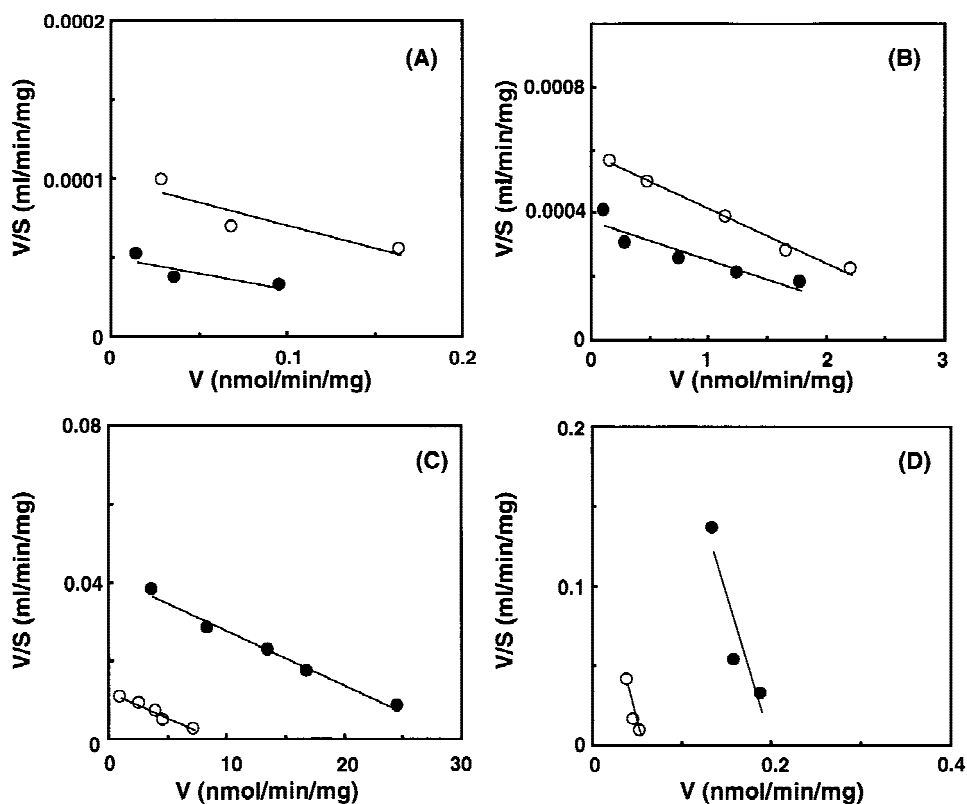 0.0002
(A)
V/S (ml/min/mg)
0.0001
0
0
0.1
0.2
V (nmol/min/mg)
(B)
V/S (ml/min/mg)
0.0008
0.0004
0
0
1
2
3
V (nmol/min/mg)
0.08
(C)
V/S (ml/min/mg)
0.04
0
0
10
20
30
V (nmol/min/mg)
0.2
(D)
V/S (ml/min/mg)
0.1
0
0
0.2
0.4
V (nmol/min/mg)